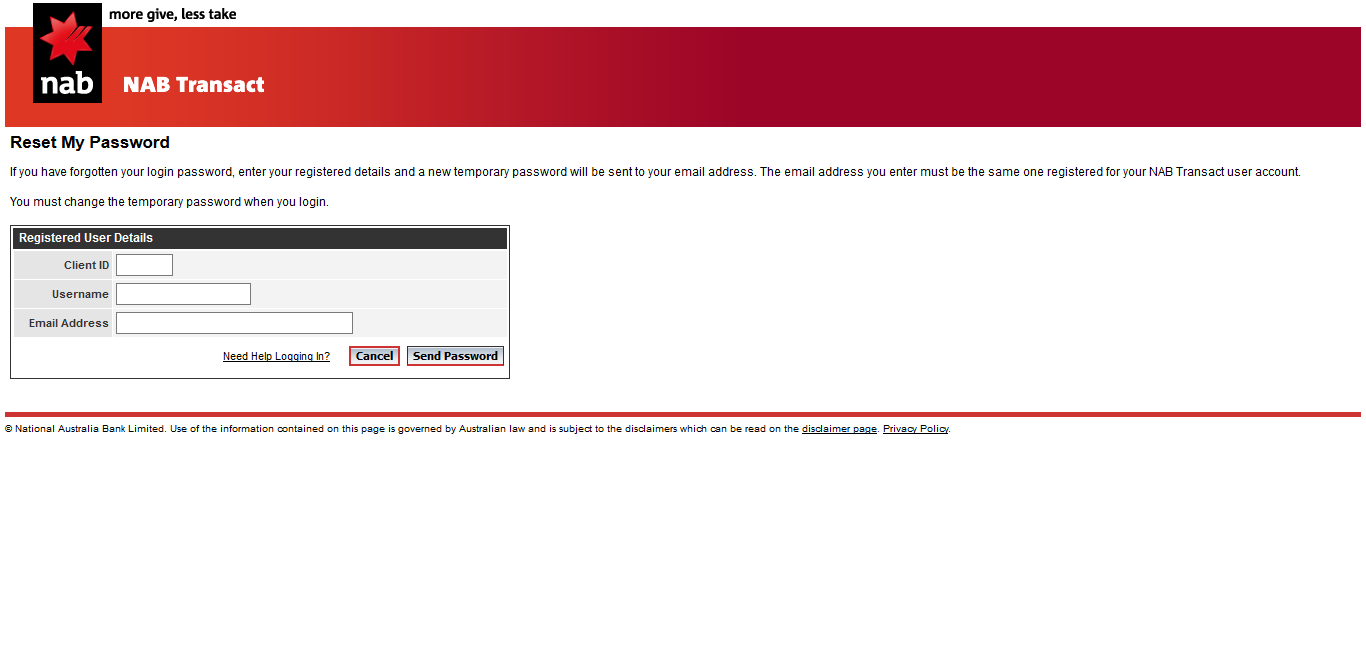 more give, less take
nab
NAB Transact
Reset My Password
If you have forgotten your login password, enter your registered details and a new temporary password will be sent to your email address. The email address you enter must be the same one registered for your NAB Transact user account.
You must change the temporary password when you login.
Registered User Details
Client ID
Username
Email Address
Need Help Logging In? Cancel Send Password
© National Australia Bank Limited. Use of the information contained on this page is governed by Australian law and is subject to the disclaimers which can be read on the disclaimer page. Privacy Policy.